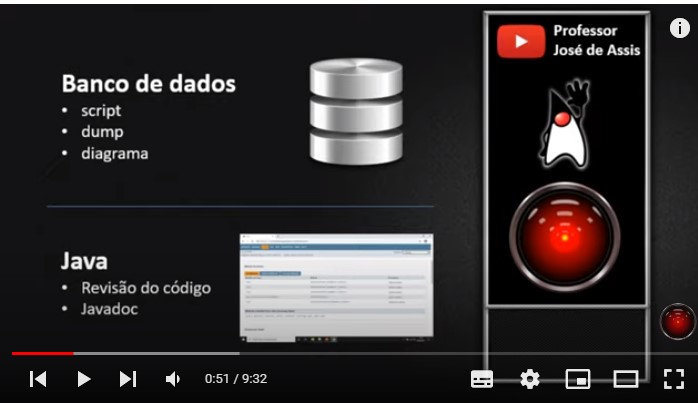 Professor
José de Assis
Banco de dados
• script
• dump
• diagrama
Java
• Revisão do código
• Javadoc
0:51 / 9:32